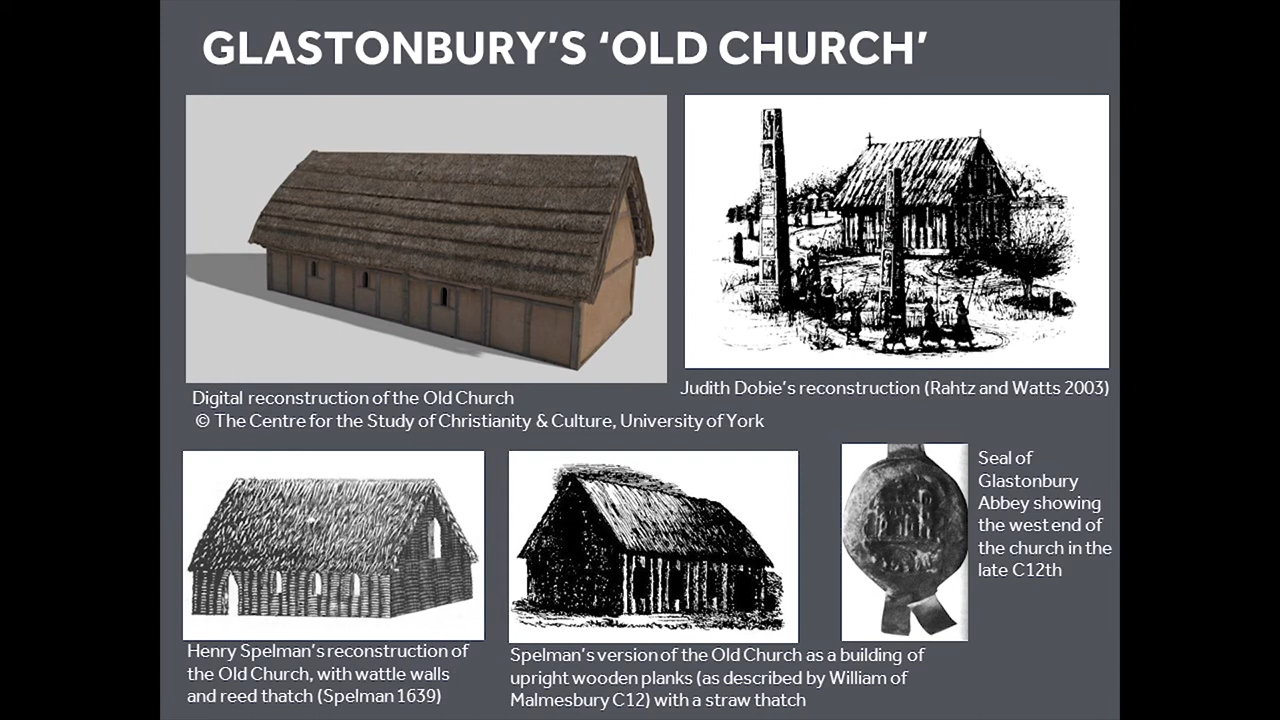 GLASTONBURY'S 'OLD CHURCH'
Digital reconstruction of the Old Church
© The Centre for the Study of Christianity & Culture, University of York
Judith Dobie's reconstruction (Rahtz and Watts 2003)
Henry Spelman's reconstruction of
the Old Church, with wattle walls
and reed thatch (Spelman 1639)
Spelman's version of the Old Church as a building of
upright wooden planks (as described by William of
Malmesbury C12) with a straw thatch
Seal of
Glastonbury
Abbey showing
the west end of
the church in the
late C12th